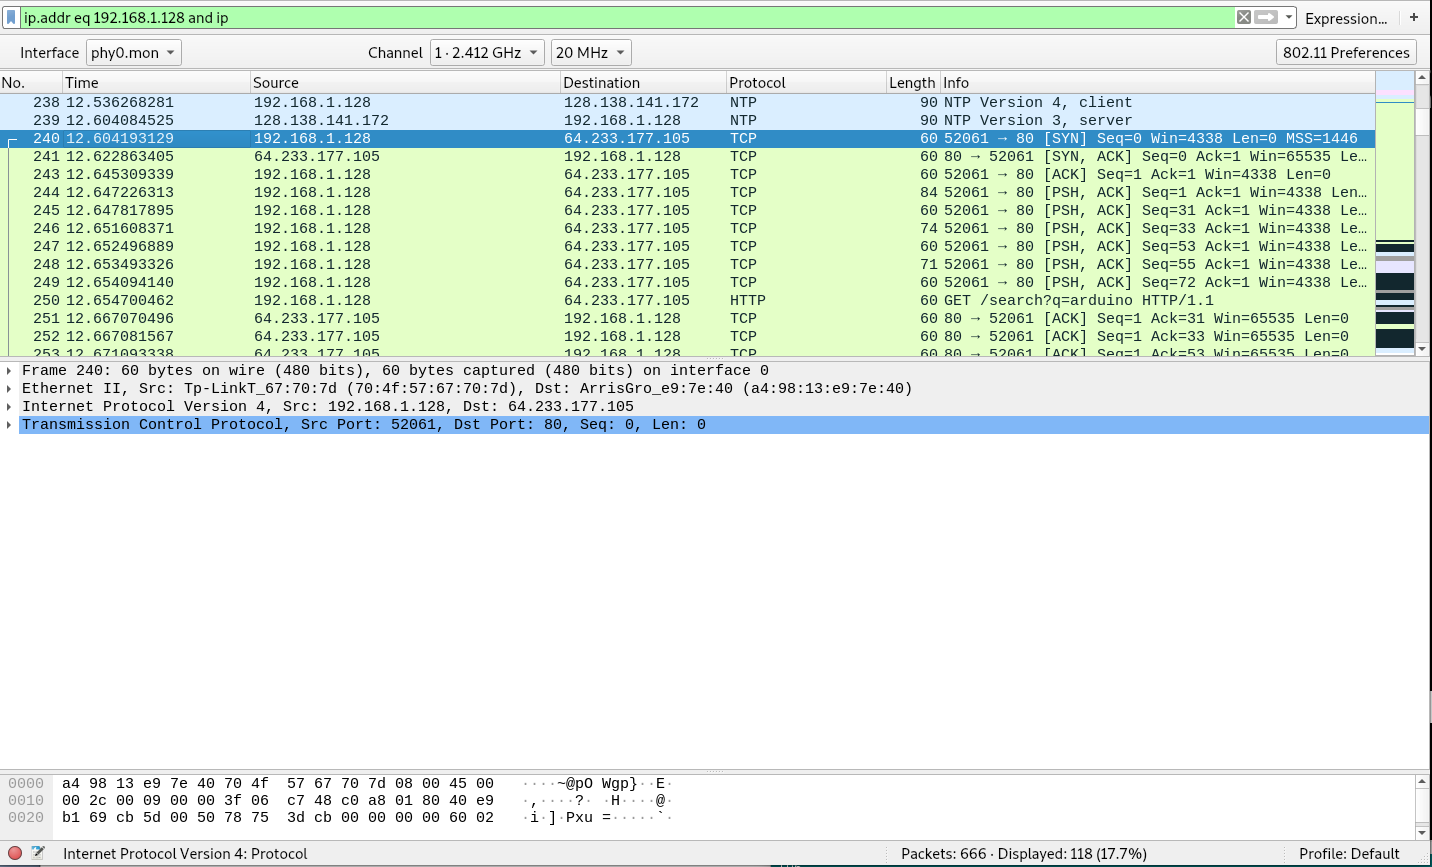 ip.addr eq 192.168.1.128 and ip Expression... +
Interface phy0.mon Channel 1 · 2.412 GHz 20 MHz 802.11 Preferences
No. Time Source Destination Protocol Length Info
238 12.536268281 192.168.1.128 128.138.141.172 NTP 90 NTP Version 4, client
239 12.604084525 128.138.141.172 192.168.1.128 NTP 90 NTP Version 3, server
240 12.604193129 192.168.1.128 64.233.177.105 TCP 60 52061 → 80 [SYN] Seq=0 Win=4338 Len=0 MSS=1446
241 12.622863405 64.233.177.105 192.168.1.128 TCP 60 80 → 52061 [SYN, ACK] Seq=0 Ack=1 Win=65535 Le…
243 12.645309339 192.168.1.128 64.233.177.105 TCP 60 52061 → 80 [ACK] Seq=1 Ack=1 Win=4338 Len=0
244 12.647226313 192.168.1.128 64.233.177.105 TCP 84 52061 → 80 [PSH, ACK] Seq=1 Ack=1 Win=4338 Len…
245 12.647817895 192.168.1.128 64.233.177.105 TCP 60 52061 → 80 [PSH, ACK] Seq=31 Ack=1 Win=4338 Le…
246 12.651608371 192.168.1.128 64.233.177.105 TCP 74 52061 → 80 [PSH, ACK] Seq=33 Ack=1 Win=4338 Le…
247 12.652496889 192.168.1.128 64.233.177.105 TCP 60 52061 → 80 [PSH, ACK] Seq=53 Ack=1 Win=4338 Le…
248 12.653493326 192.168.1.128 64.233.177.105 TCP 71 52061 → 80 [PSH, ACK] Seq=55 Ack=1 Win=4338 Le…
249 12.654094140 192.168.1.128 64.233.177.105 TCP 60 52061 → 80 [PSH, ACK] Seq=72 Ack=1 Win=4338 Le…
250 12.654700462 192.168.1.128 64.233.177.105 HTTP 60 GET /search?q=arduino HTTP/1.1
251 12.667070496 64.233.177.105 192.168.1.128 TCP 60 80 → 52061 [ACK] Seq=1 Ack=31 Win=65535 Len=0
252 12.667081567 64.233.177.105 192.168.1.128 TCP 60 80 → 52061 [ACK] Seq=1 Ack=33 Win=65535 Len=0
253 12.671093338 64.233.177.105 192.168.1.128 TCP 60 80 → 52061 [ACK] Seq=1 Ack=53 Win=65535 Len=0
Frame 240: 60 bytes on wire (480 bits), 60 bytes captured (480 bits) on interface 0
Ethernet II, Src: Tp-LinkT_67:70:7d (70:4f:57:67:70:7d), Dst: ArrisGro_e9:7e:40 (a4:98:13:e9:7e:40)
Internet Protocol Version 4, Src: 192.168.1.128, Dst: 64.233.177.105
Transmission Control Protocol, Src Port: 52061, Dst Port: 80, Seq: 0, Len: 0
0000 a4 98 13 e9 7e 40 70 4f 57 67 70 7d 08 00 45 00 ····~@pO Wgp}··E·
0010 00 2c 00 09 00 00 3f 06 c7 48 c0 a8 01 80 40 e9 ·,····?· ·H····@·
0020 b1 69 cb 5d 00 50 78 75 3d cb 00 00 00 00 60 02 ·i·]·Pxu =·····`·
Internet Protocol Version 4: Protocol Packets: 666 · Displayed: 118 (17.7%) Profile: Default